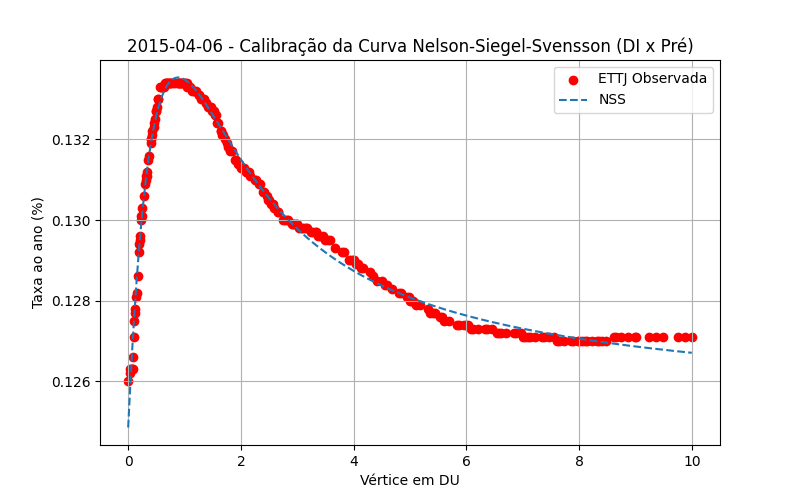 2015-04-06 - Calibração da Curva Nelson-Siegel-Svensson (DI x Pré)
ETTJ Observada
NSS
Taxa ao ano (%)
0.132
0.130
0.128
0.126
0 2 4 6 8 10
Vértice em DU